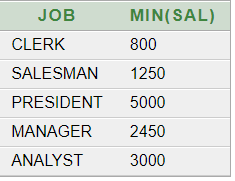 JOB MIN(SAL)
CLERK 800
SALESMAN 1250
PRESIDENT 5000
MANAGER 2450
ANALYST 3000